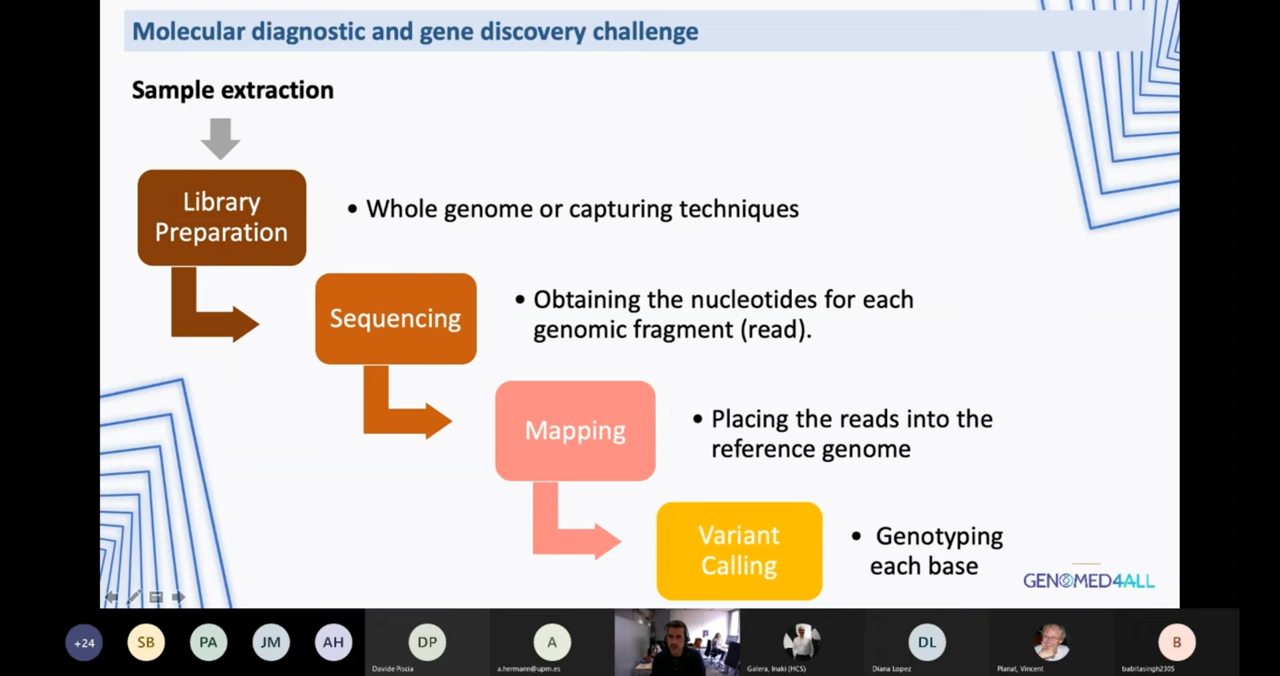 Molecular diagnostic and gene discovery challenge
Sample extraction
Library
Preparation
• Whole genome or capturing techniques
Sequencing
• Obtaining the nucleotides for each
genomic fragment (read).
Mapping
• Placing the reads into the
reference genome
Variant
Calling
• Genotyping
each base
GENOMED4ALL
+24
SB
PA
JM
AH
DP
A
DL
B
Davide Piscia
a.hermann@upm.es
Galera, Inaki (HCS)
Diana Lopez
Planat, Vincent
babitasingh2305